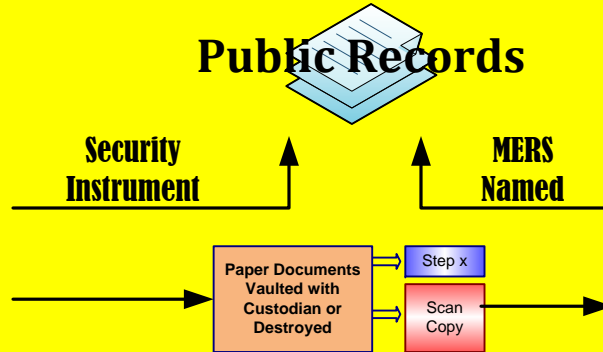 Public Records
Security
Instrument
MERS
Named
Paper Documents
Vaulted with
Custodian or
Destroyed
Step x
Scan
Copy